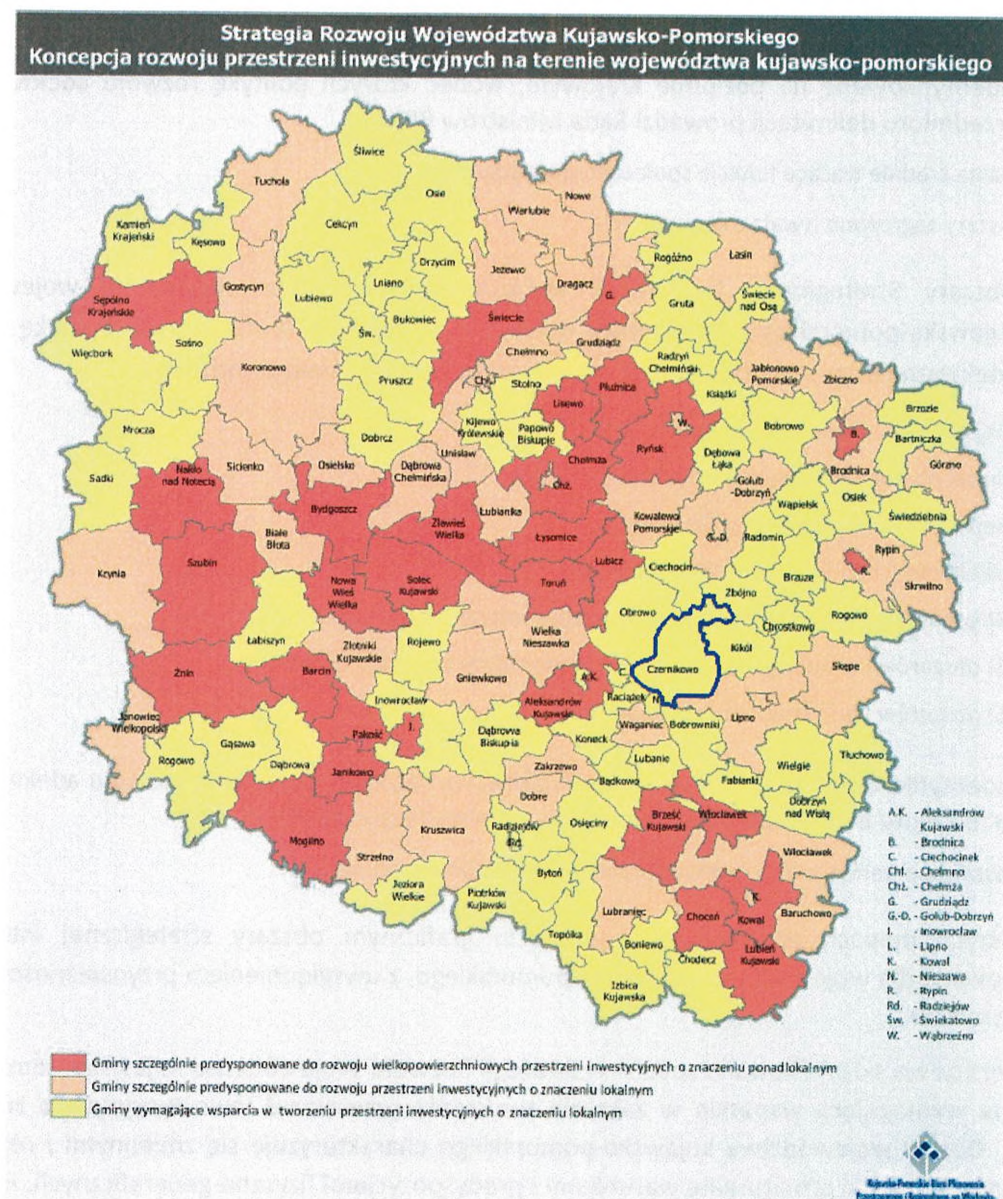 Strategia Rozwoju Województwa Kujawsko-Pomorskiego
Koncepcja rozwoju przestrzeni inwestycyjnych na terenie województwa kujawsko-pomorskiego
Śliwice
Tuchola
Osie
Nowe
Warlubie
Kamień
Krajeński
Kęsowo
Cekcyn
Drzycim
Rogóźno
Łasin
Gostycyn
Jeżewo
Dragacz
G.
Sępólno
Krajeńskie
Lubiewo
Lniano
Gruta
Świecie
nad Osą
Bukowiec
Świecie
Św.
Sośno
Więcbork
Grudziądz
Chełmno
Koronowo
Radzyń
Chełmiński
Jabłonowo
Pomorskie
Zbiczno
Pruszcz
Chł.
Stolno
Płużnica
Książki
Lisewo
Brzozie
Mrocza
Kijewo
Królewskie
Papowo
Biskupie
W.
Bobrowo
B.
Bartniczka
Dobrcz
Unisław
Ryńsk
Dębowa
Łąka
Sadki
Nakło
nad Notecią
Sicienko
Osielsko
Dąbrowa
Chełmińska
Chełmża
Brodnica
Górzno
Chż.
Golub
-Dobrzyń
Osiek
Bydgoszcz
Wąpielsk
Świedziebnia
Zławieś
Wielka
Łubianka
Kowalewo
Pomorskie
G.-D.
Radomin
Białe
Błota
Łysomice
Rypin
Kcynia
Szubin
Lubicz
Ciechocin
R.
Skrwilno
Nowa
Wieś
Wielka
Solec
Kujawski
Toruń
Brzuze
Zbójno
Obrowo
Rogowo
Łabiszyn
Wielka
Nieszawka
Chrostkowo
Złotniki
Kujawskie
Rojewo
Kikół
Czernikowo
Skępe
Żnin
Barcin
Gniewkowo
A.K.
C.
Raciążek
N.
L.
Aleksandrów
Kujawski
Inowrocław
Janowiec
Wielkopolski
Waganiec
Bobrowniki
Lipno
Pakość
J.
Gąsawa
Dąbrowa
Biskupia
Koneck
Rogowo
Dąbrowa
Lubanie
Tłuchowo
Zakrzewo
Wielgie
Janikowo
Bądkowo
Fabianki
Dobre
Dobrzyń
nad Wisłą
Mogilno
Kruszwica
Radziejów
Rd.
Osięciny
Brześć
Kujawski
Włocławek
Strzelno
Włocławek
Bytoń
Jeziora
Wielkie
Piotrków
Kujawski
K.
Lubraniec
Choceń
Kowal
Baruchowo
Topólka
Boniewo
Lubień
Kujawski
Chodecz
Izbica
Kujawska
A.K. - Aleksandrów
Kujawski
B. - Brodnica
C. - Ciechocinek
Chł. - Chełmno
Chż. - Chełmża
G. - Grudziądz
G.-D. - Golub-Dobrzyń
I. - Inowrocław
L. - Lipno
K. - Kowal
N. - Nieszawa
R. - Rypin
Rd. - Radziejów
Św. - Świekatowo
W. - Wąbrzeźno
Gminy szczególnie predysponowane do rozwoju wielkopowierzchniowych przestrzeni inwestycyjnych o znaczeniu ponadlokalnym
Gminy szczególnie predysponowane do rozwoju przestrzeni inwestycyjnych o znaczeniu lokalnym
Gminy wymagające wsparcia w tworzeniu przestrzeni inwestycyjnych o znaczeniu lokalnym